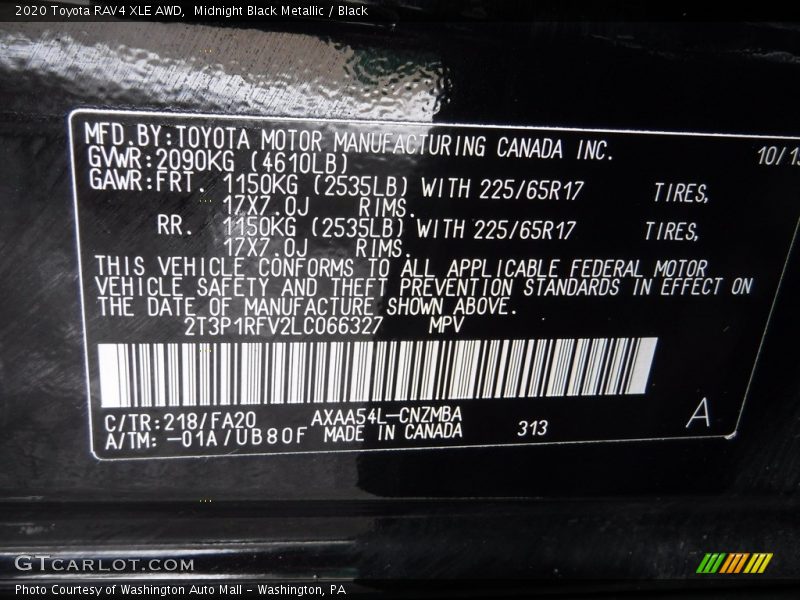 2020 Toyota RAV4 XLE AWD, Midnight Black Metallic / Black
MFD.BY:TOYOTA MOTOR MANUFACTURING CANADA INC.
GVWR:2090KG (4610LB) 10/1
GAWR:FRT. 1150KG (2535LB) WITH 225/65R17 TIRES,
17X7.0J RIMS.
RR. 1150KG (2535LB) WITH 225/65R17 TIRES,
17X7.0J RIMS.
THIS VEHICLE CONFORMS TO ALL APPLICABLE FEDERAL MOTOR
VEHICLE SAFETY AND THEFT PREVENTION STANDARDS IN EFFECT ON
THE DATE OF MANUFACTURE SHOWN ABOVE.
2T3P1RFV2LC066327 MPV
C/TR:218/FA20 AXAA54L-CNZMBA
A/TM: -01A/UB80F MADE IN CANADA 313 A
GTCARLOT.COM
Photo Courtesy of Washington Auto Mall - Washington, PA